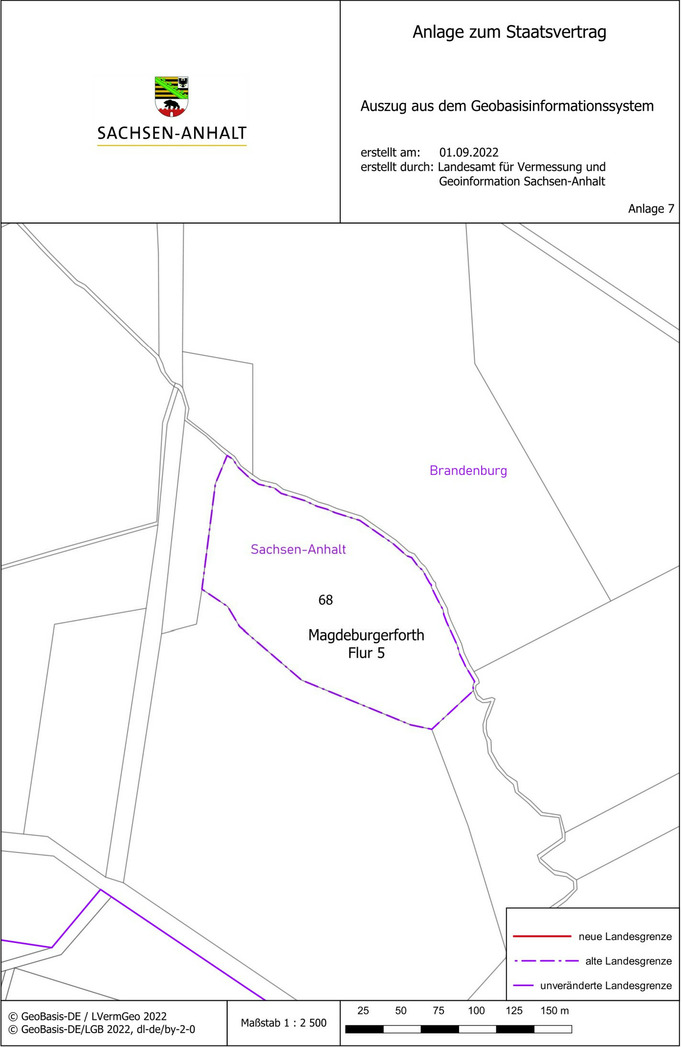 SACHSEN-ANHALT
Anlage zum Staatsvertrag
Auszug aus dem Geobasisinformationssystem
erstellt am: 01.09.2022
erstellt durch: Landesamt für Vermessung und
Geoinformation Sachsen-Anhalt
Anlage 7
Brandenburg
Sachsen-Anhalt
68
Magdeburgerforth
Flur 5
neue Landesgrenze
alte Landesgrenze
unveränderte Landesgrenze
© GeoBasis-DE / LVermGeo 2022
© GeoBasis-DE/LGB 2022, dl-de/by-2-0
Maßstab 1 : 2 500
25 50 75 100 125 150 m